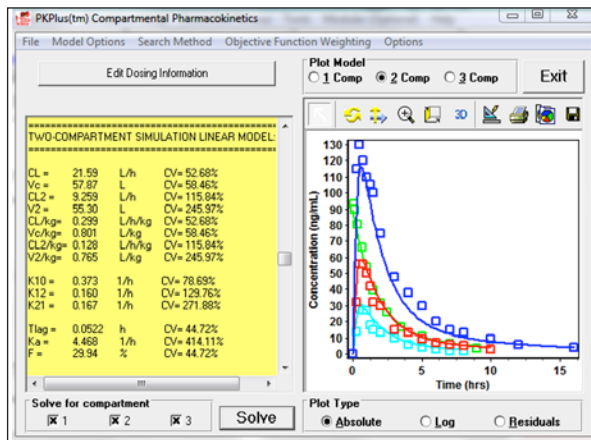 PKPlus(tm) Compartmental Pharmacokinetics
File Model Options Search Method Objective Function Weighting Options
Edit Dosing Information
Plot Model
1 Comp 2 Comp 3 Comp
Exit
3D
==========================================
TWO-COMPARTMENT SIMULATION LINEAR MODEL:
==========================================
CL = 21.59 L/h CV= 52.68%
Vc = 57.87 L CV= 58.46%
CL2 = 9.259 L/h CV= 115.84%
V2 = 55.30 L CV= 245.97%
CL/kg= 0.299 L/h/kg CV= 52.68%
Vc/kg= 0.801 L/kg CV= 58.46%
CL2/kg= 0.128 L/h/kg CV= 115.84%
V2/kg= 0.765 L/kg CV= 245.97%
K10 = 0.373 1/h CV= 78.69%
K12 = 0.160 1/h CV= 129.76%
K21 = 0.167 1/h CV= 271.88%
Tlag = 0.0522 h CV= 44.72%
Ka = 4.468 1/h CV= 414.11%
F = 29.94 % CV= 44.72%
Concentration (ng/mL)
130
120
110
100
90
80
70
60
50
40
30
20
10
0
0 5 10 15
Time (hrs)
Solve for compartment
1 2 3
Solve
Plot Type
Absolute Log Residuals